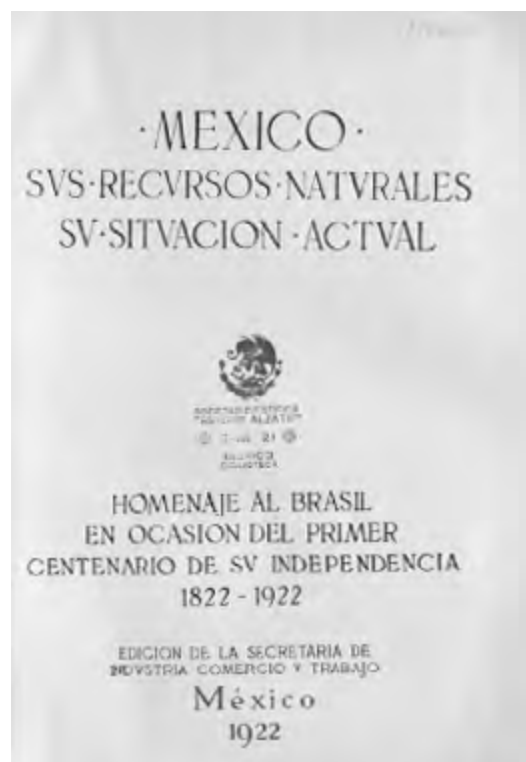 ·MEXICO·
SVS·RECVRSOS·NATVRALES
SV·SITVACION·ACTVAL
ALZATE
HOMENAJE AL BRASIL
EN OCASION DEL PRIMER
CENTENARIO DE SV INDEPENDENCIA
1822-1922
EDICION DE LA SECRETARIA DE
INDVSTRIA COMERCIO Y TRABAJO
México
1922